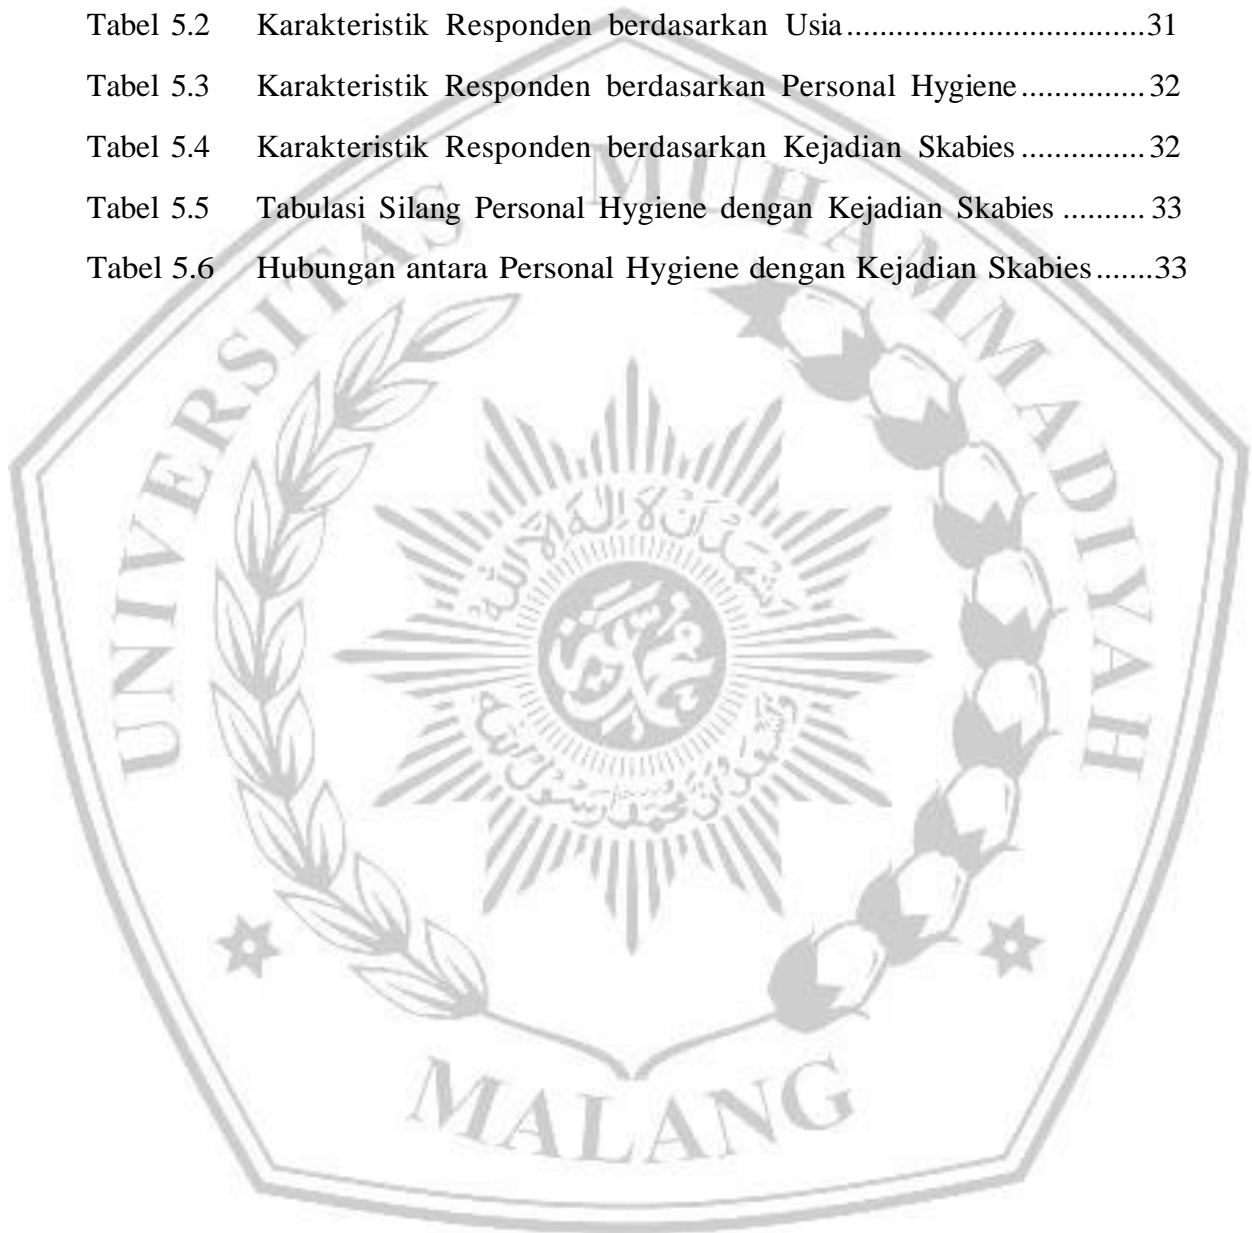 Tabel 5.2 Karakteristik Responden berdasarkan Usia.................................31
Tabel 5.3 Karakteristik Responden berdasarkan Personal Hygiene...............32
Tabel 5.4 Karakteristik Responden berdasarkan Kejadian Skabies...............32
Tabel 5.5 Tabulasi Silang Personal Hygiene dengan Kejadian Skabies ..........33
Tabel 5.6 Hubungan antara Personal Hygiene dengan Kejadian Skabies.......33
UNIVERSITAS MUHAMMADIYAH
MALANG